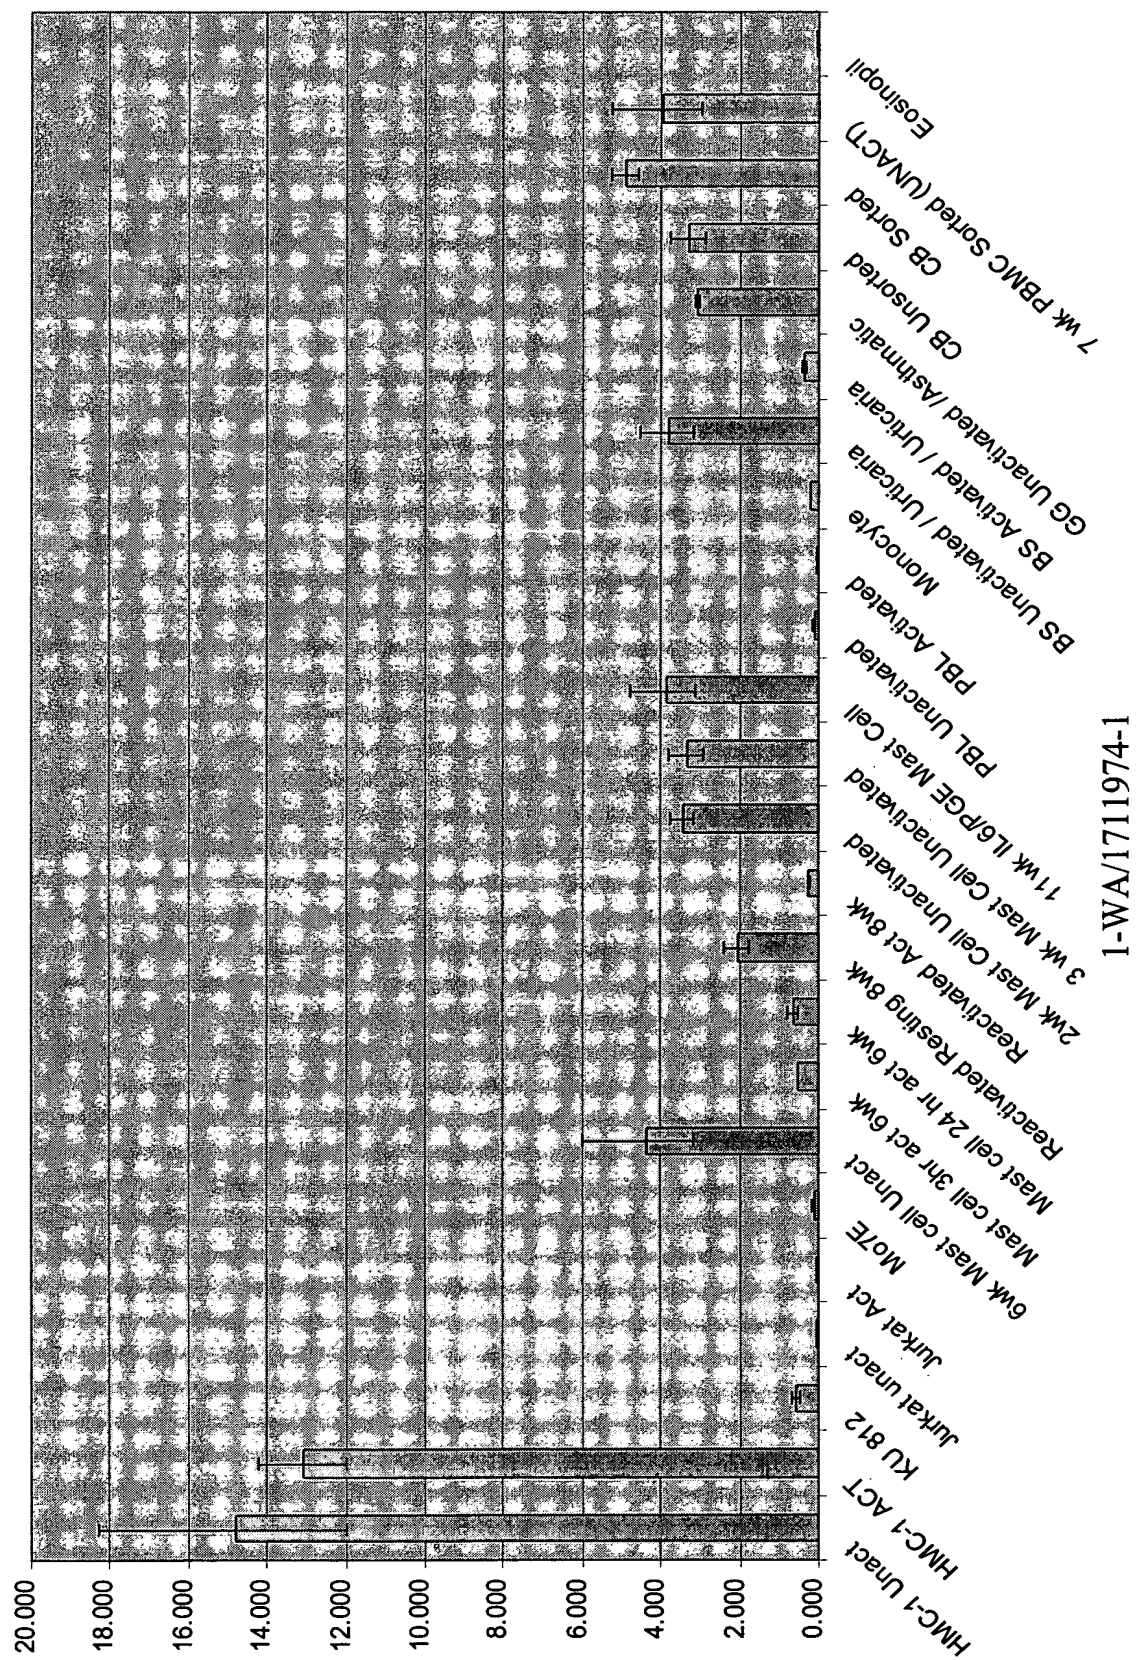 20.000
18.000
16.000
14.000
12.000
10.000
8.000
6.000
4.000
2.000
0.000
HMC-1 Unact
HMC-1 ACT
KU 812
Jurkat unact
Jurkat Act
Mo7E
6wk Mast cell Unact
Mast cell 3hr act 6wk
Mast cell 24 hr act 6wk
Reactivated Resting 8wk
Reactivated Act 8wk
2wk Mast Cell Unactivated
3 wk Mast Cell Unactivated
11wk IL6/PGE Mast Cell
PBL Unactivated
PBL Activated
Monocyte
BS Unactivated / Urticaria
BS Activated / Urticaria
GG Unactivated /Asthmatic
CB Unsorted
CB Sorted
7 wk PBMC Sorted (UNACT)
Eosinopil
1-WA/1711974-1